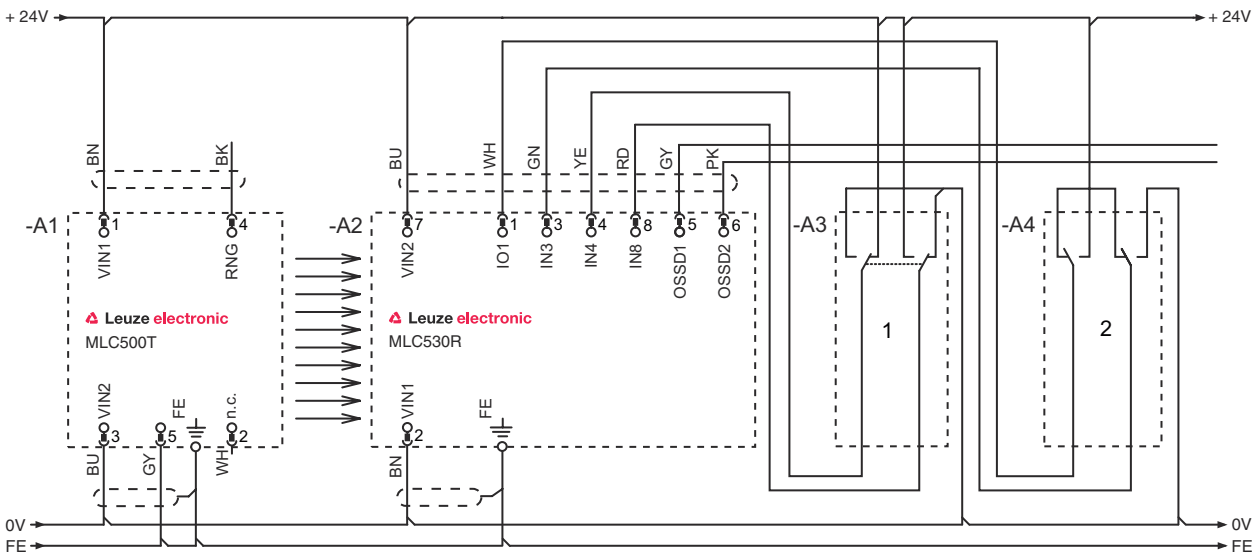 + 24V
+ 24V
BN
BK
BU
WH
GN
YE
RD
GY
PK
-A1
1
4
-A2
7
1
3
4
8
5
6
-A3
-A4
VIN1
RNG
VIN2
IO1
IN3
IN4
IN8
OSSD1
OSSD2
Leuze electronic
MLC500T
Leuze electronic
MLC530R
1
2
VIN2
FE
n.c.
VIN1
FE
3
5
2
2
BU
GY
WH
BN
0V
0V
FE
FE